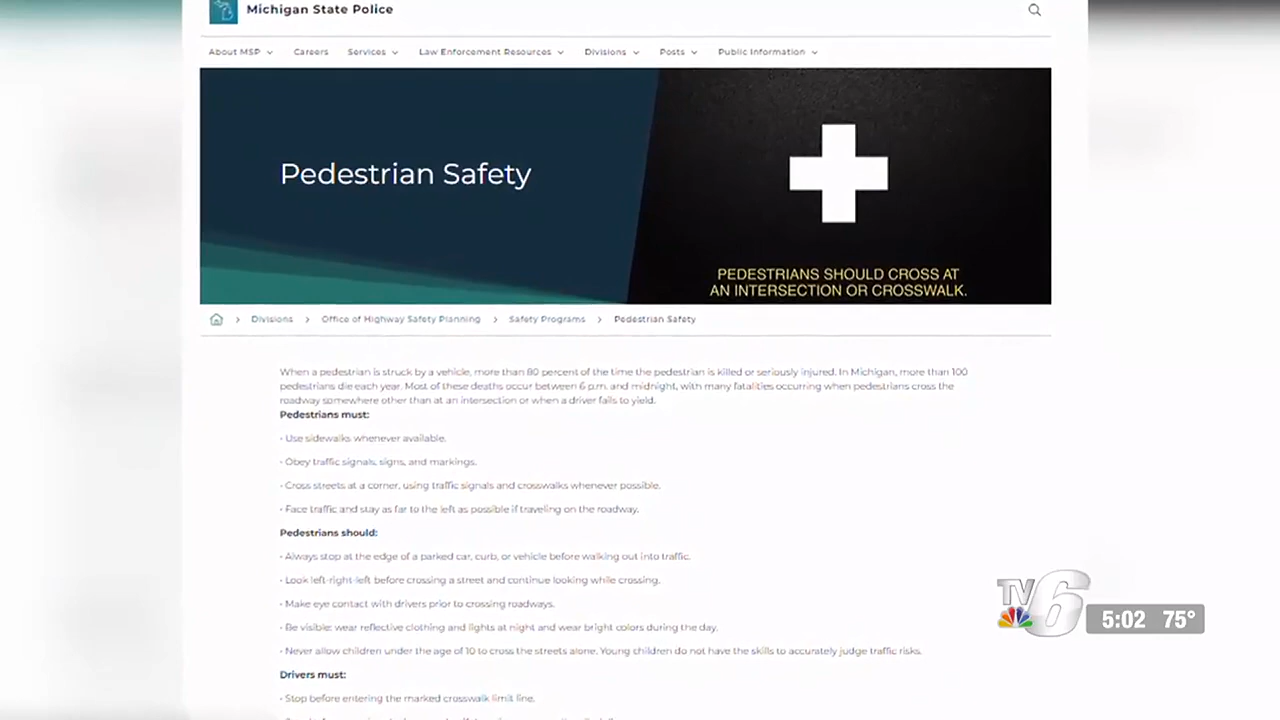 Michigan State Police
About MSP Careers Services Law Enforcement Resources Divisions Posts Public Information
Pedestrian Safety
PEDESTRIANS SHOULD CROSS AT
AN INTERSECTION OR CROSSWALK.
Divisions > Office of Highway Safety Planning > Safety Programs > Pedestrian Safety
When a pedestrian is struck by a vehicle, more than 80 percent of the time the pedestrian is killed or seriously injured. In Michigan, more than 100
pedestrians die each year. Most of these deaths occur between 6 p.m. and midnight, with many fatalities occurring when pedestrians cross the
roadway somewhere other than at an intersection or when a driver fails to yield.
Pedestrians must:
• Use sidewalks whenever available.
• Obey traffic signals, signs, and markings.
• Cross streets at a corner, using traffic signals and crosswalks whenever possible.
• Face traffic and stay as far to the left as possible if traveling on the roadway.
Pedestrians should:
• Always stop at the edge of a parked car, curb, or vehicle before walking out into traffic.
• Look left-right-left before crossing a street and continue looking while crossing.
• Make eye contact with drivers prior to crossing roadways.
• Be visible: wear reflective clothing and lights at night and wear bright colors during the day.
• Never allow children under the age of 10 to cross the streets alone. Young children do not have the skills to accurately judge traffic risks.
Drivers must:
• Stop before entering the marked crosswalk limit line.
TV6
5:02 75°